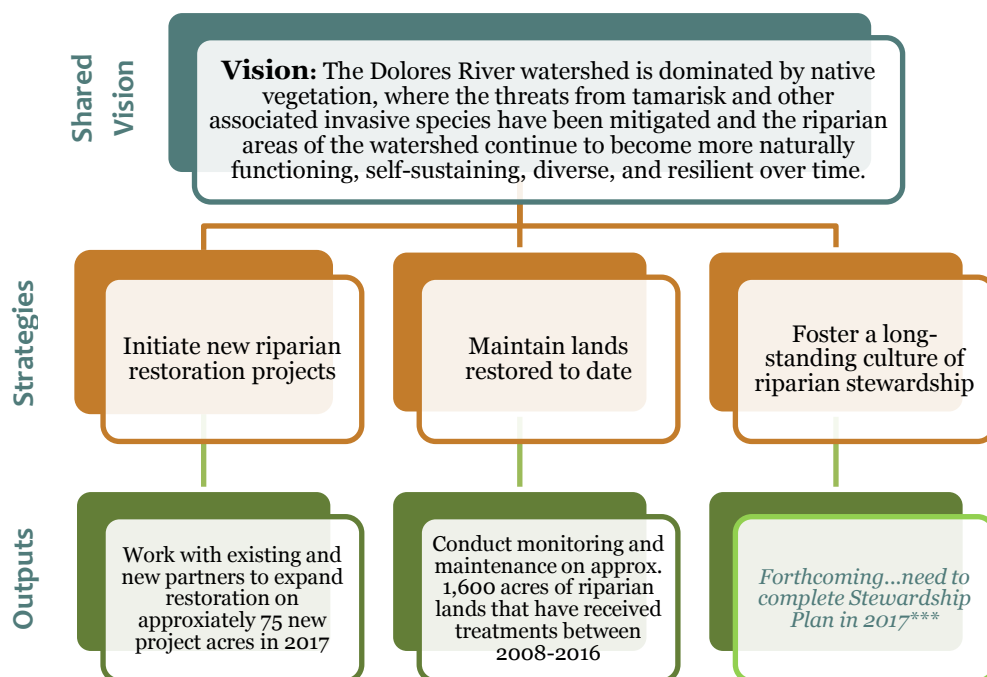 Shared
Vision
Vision: The Dolores River watershed is dominated by native
vegetation, where the threats from tamarisk and other
associated invasive species have been mitigated and the riparian
areas of the watershed continue to become more naturally
functioning, self-sustaining, diverse, and resilient over time.
Strategies
Initiate new riparian
restoration projects
Maintain lands
restored to date
Foster a long-
standing culture of
riparian stewardship
Outputs
Work with existing and
new partners to expand
restoration on
approxiately 75 new
project acres in 2017
Conduct monitoring and
maintenance on approx.
1,600 acres of riparian
lands that have received
treatments between
2008-2016
Forthcoming...need to
complete Stewardship
Plan in 2017***